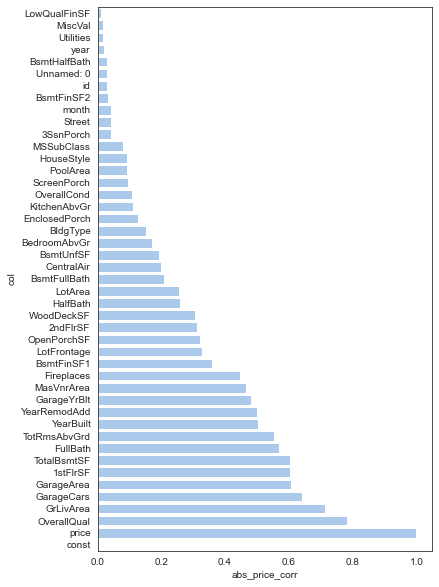 LowQualFinSF
MiscVal
Utilities
year
BsmtHalfBath
Unnamed: 0
id
BsmtFinSF2
month
Street
3SsnPorch
MSSubClass
HouseStyle
PoolArea
ScreenPorch
OverallCond
KitchenAbvGr
EnclosedPorch
BldgType
BedroomAbvGr
BsmtUnfSF
CentralAir
BsmtFullBath
LotArea
HalfBath
WoodDeckSF
2ndFlrSF
OpenPorchSF
LotFrontage
BsmtFinSF1
Fireplaces
MasVnrArea
GarageYrBlt
YearRemodAdd
YearBuilt
TotRmsAbvGrd
FullBath
TotalBsmtSF
1stFlrSF
GarageArea
GarageCars
GrLivArea
OverallQual
price
const
col
0.0 0.2 0.4 0.6 0.8 1.0
abs_price_corr